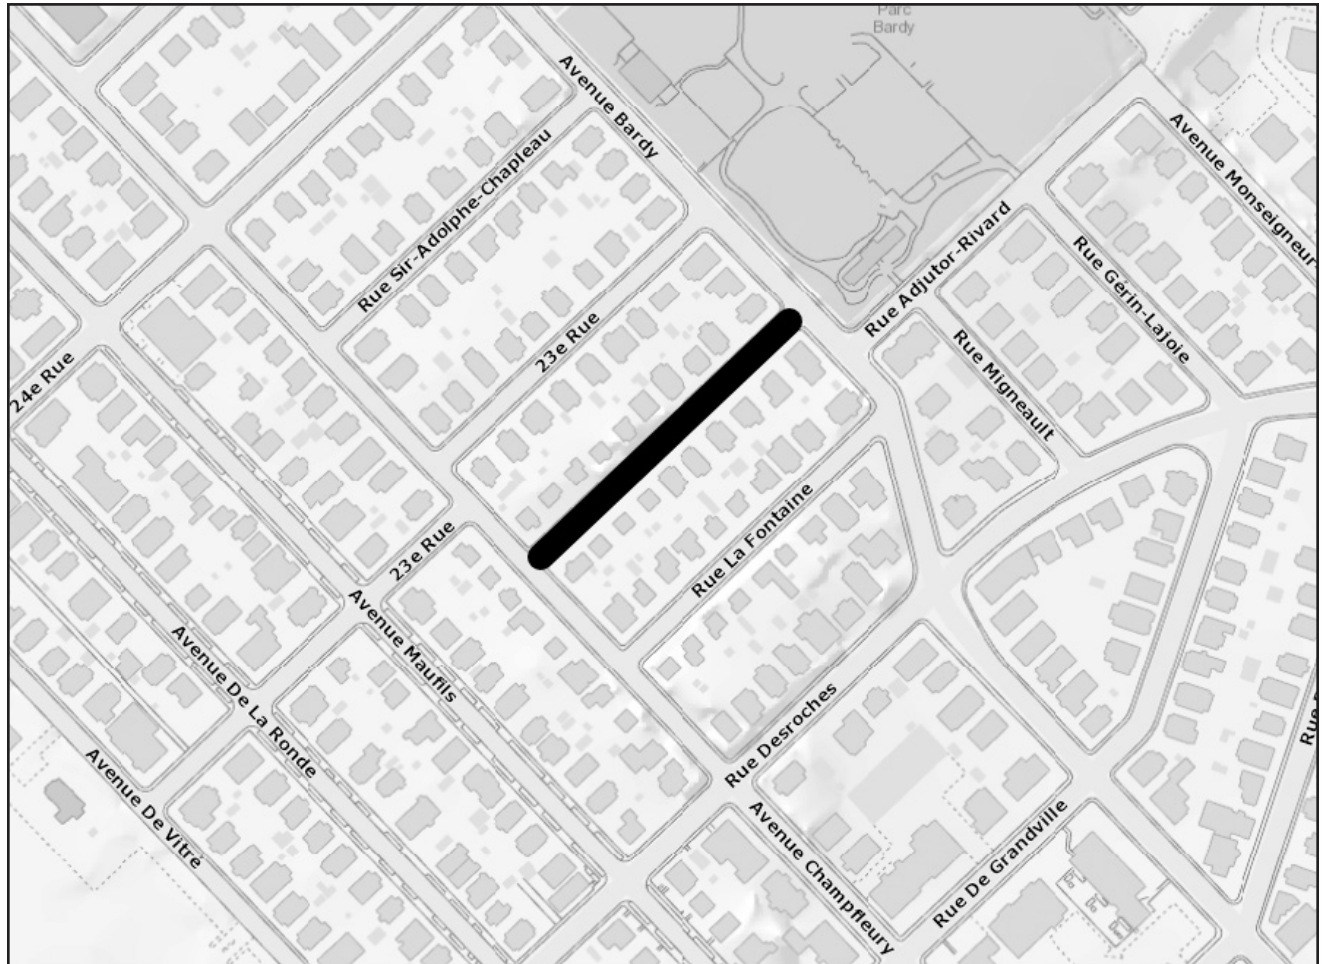 Parc
Bardy
Avenue Bardy
Avenue Monseigneur-
Rue Sir-Adolphe-Chapleau
Rue Adjutor-Rivard
Rue Gérin-Lajoie
23e Rue
24e Rue
Rue Migneault
Rue La Fontaine
23e Rue
Avenue Maufils
Avenue De La Ronde
Rue Desroches
Avenue De Vitré
Avenue Champfleury
Rue De Grandville
Rue